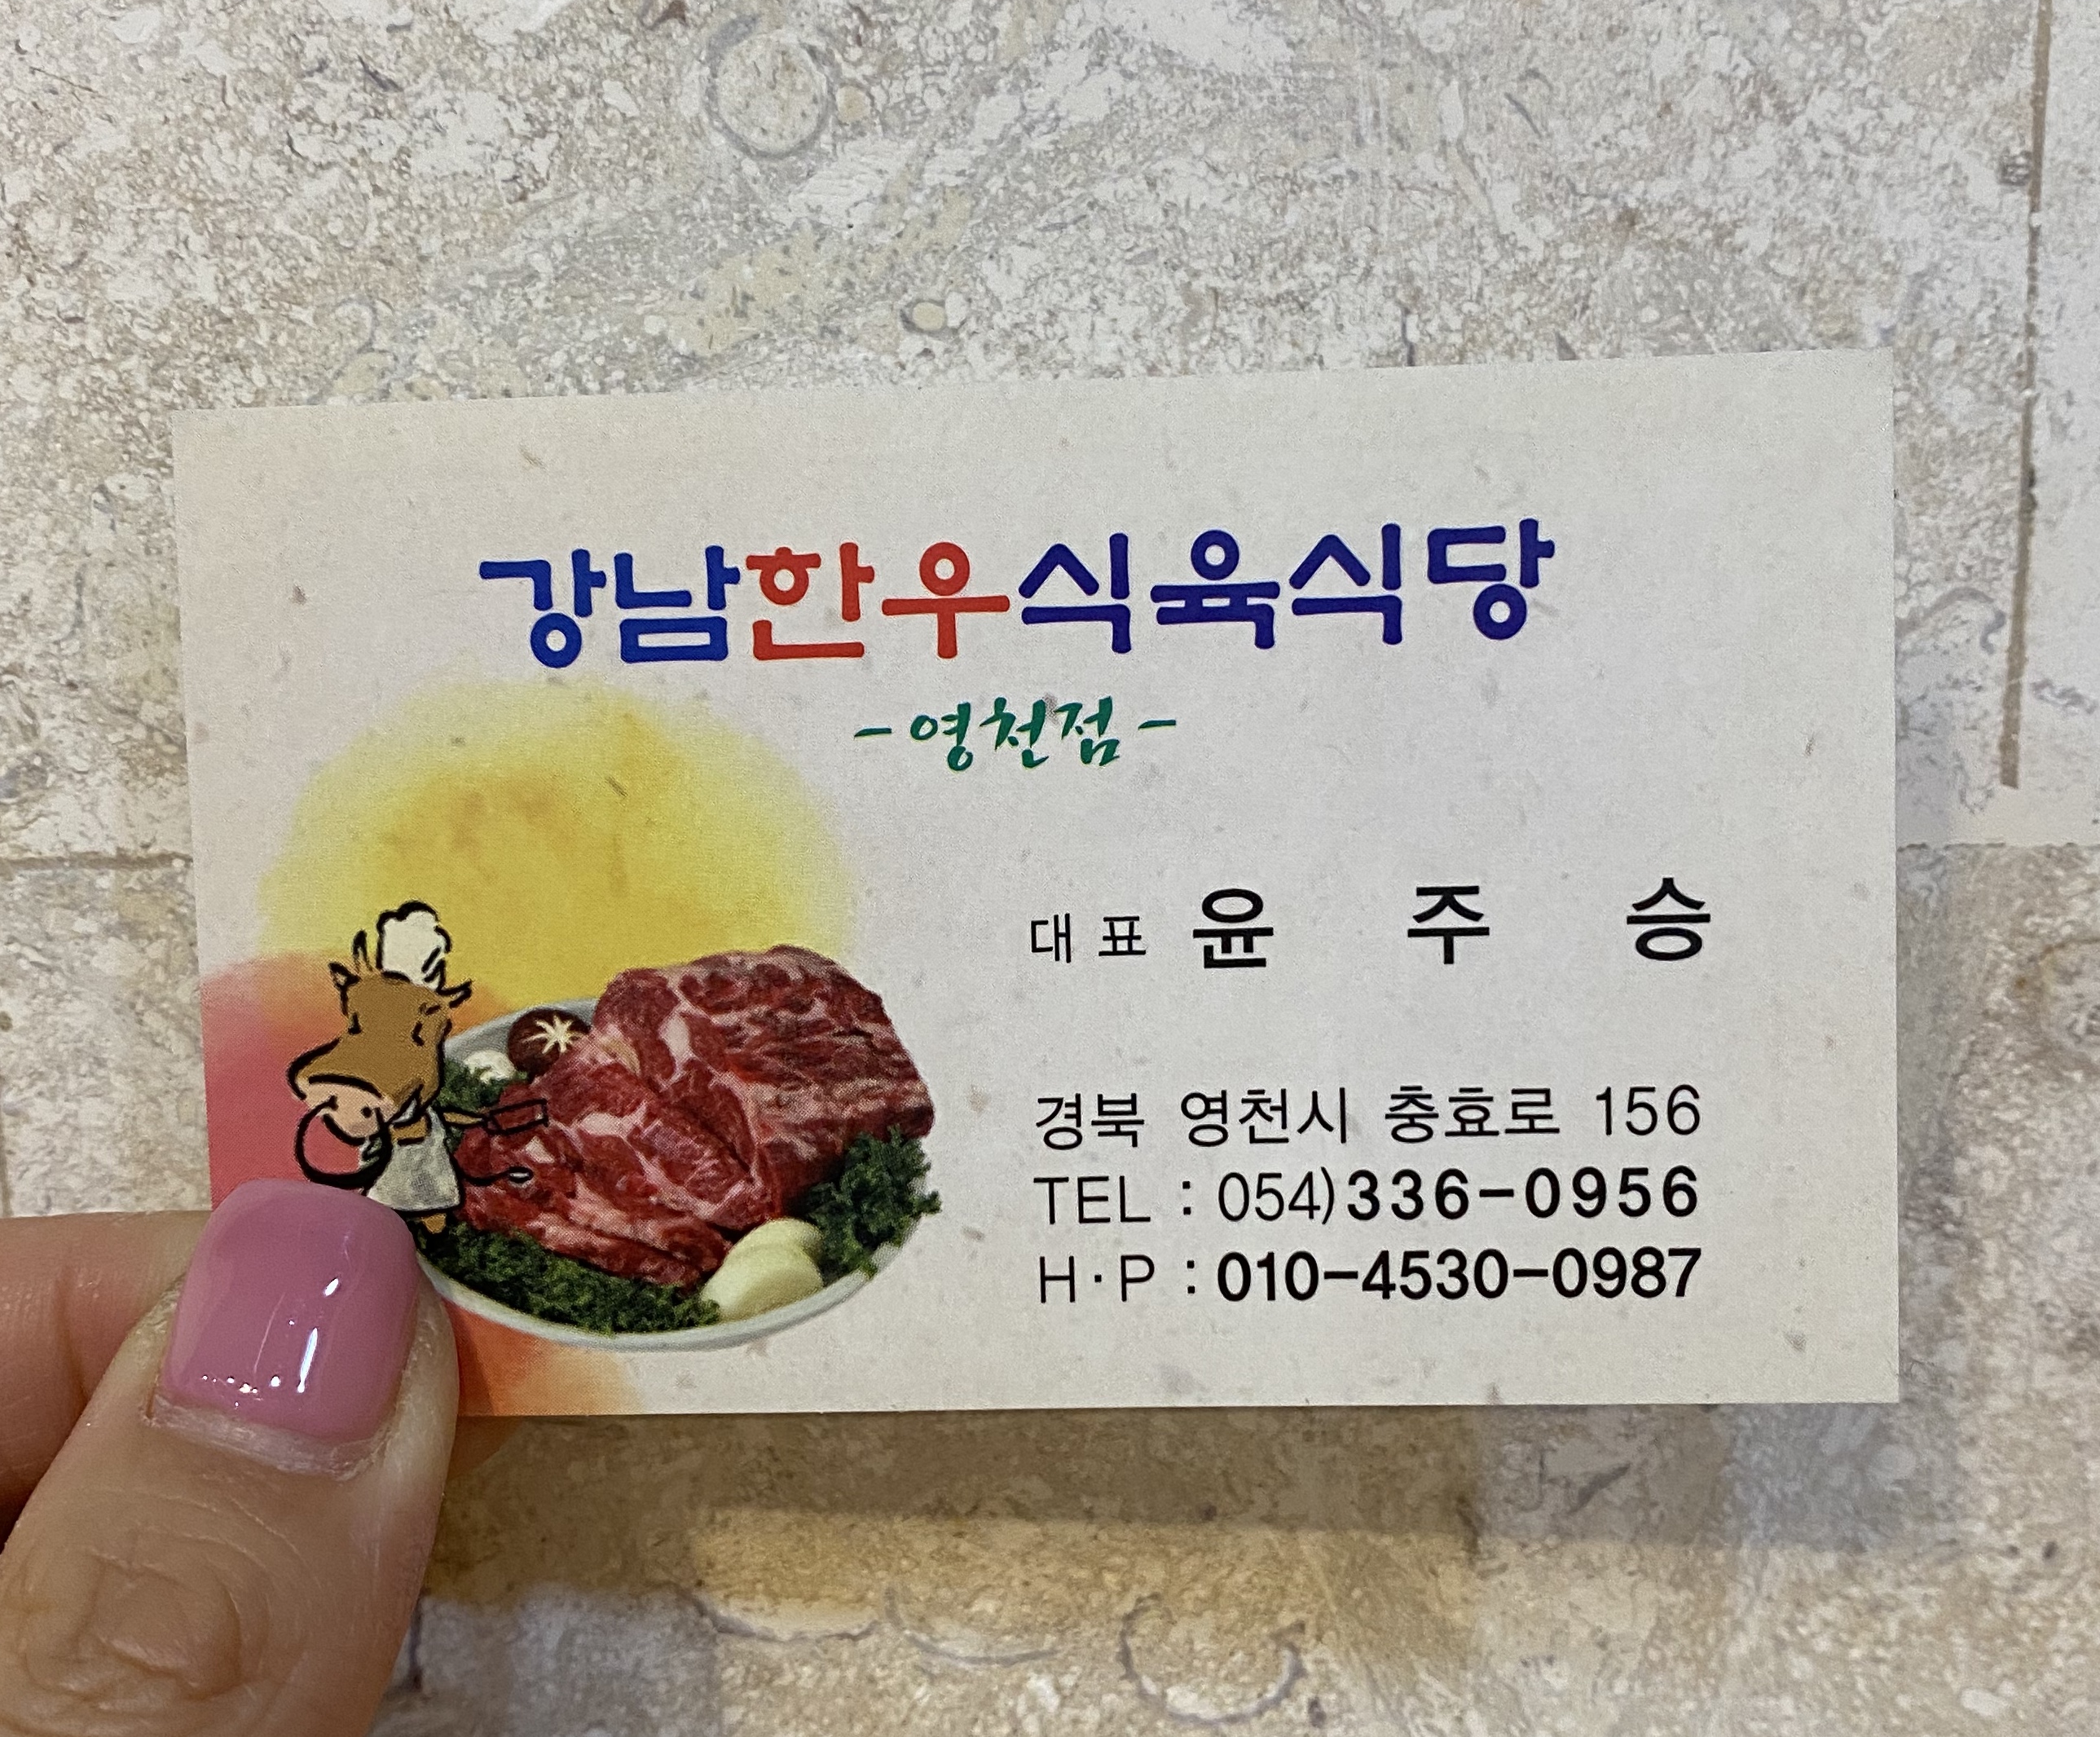 강남한우식육식당
-영천점-
대표 윤 주 승
경북 영천시 충효로 156
TEL : 054)336-0956
H·P : 010-4530-0987